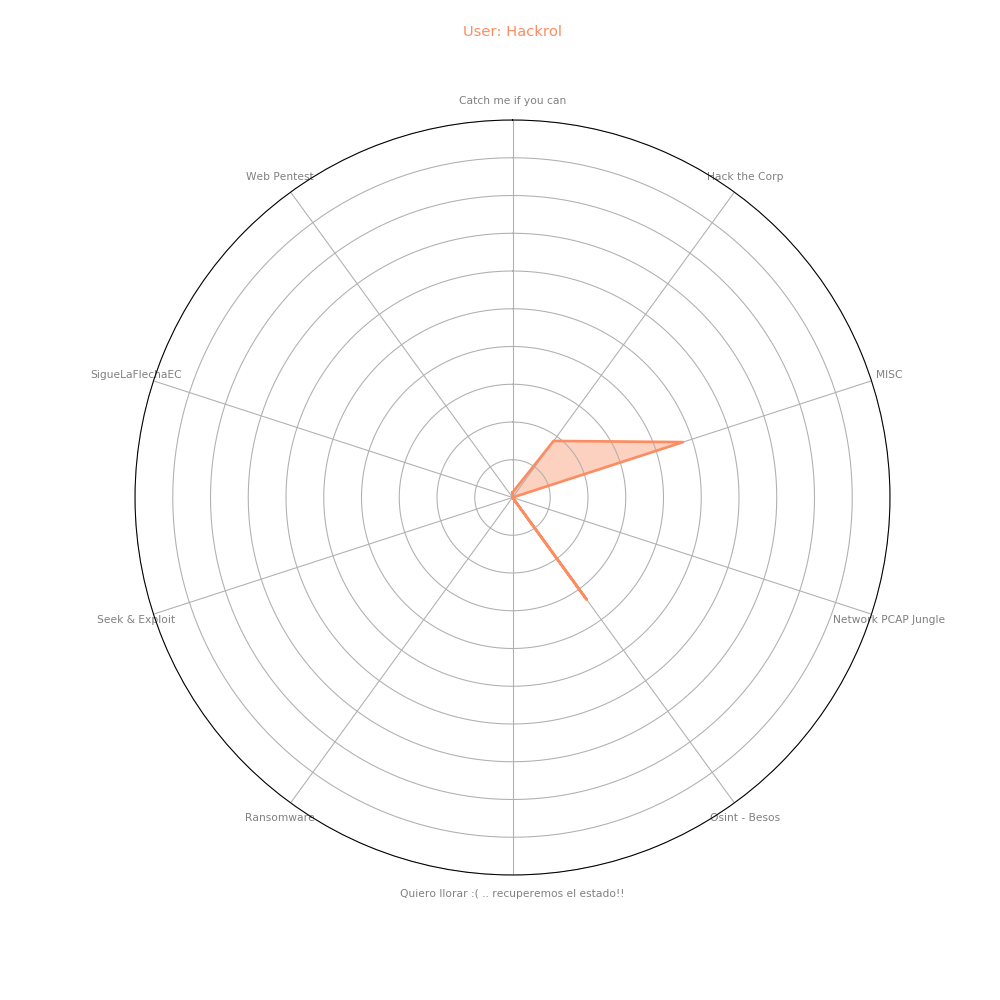 User: Hackrol
Catch me if you can
Web Pentest
Hack the Corp
SigueLaFlechaEC
MISC
Seek & Exploit
Network PCAP Jungle
Ransomware
Osint - Besos
Quiero llorar :( .. recuperemos el estado!!